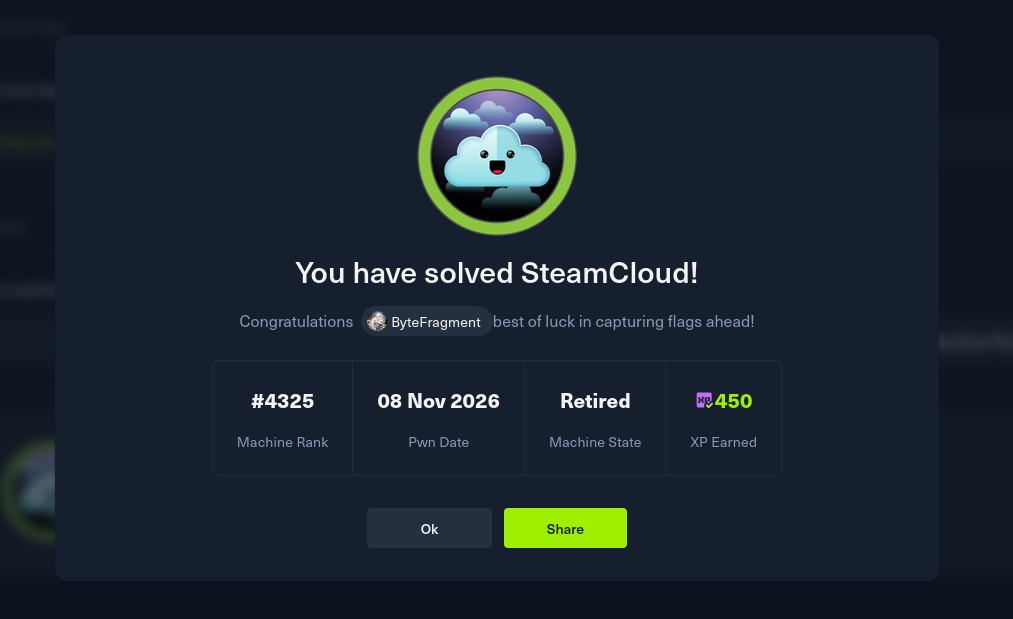 You have solved SteamCloud!
Congratulations ByteFragment best of luck in capturing flags ahead!
#4325 08 Nov 2026 Retired XP 450
Machine Rank Pwn Date Machine State XP Earned
Ok Share